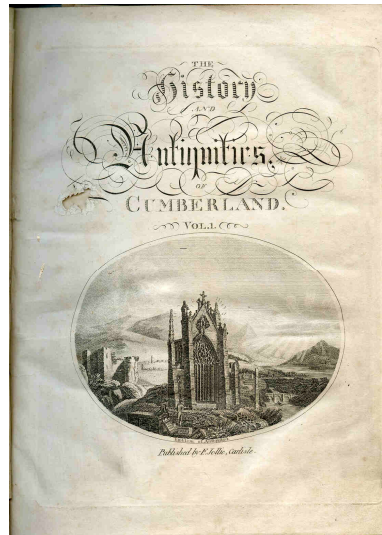 THE
History
AND
Antiquities,
OF
CUMBERLAND.
VOL.I.
Published by F. Jollie, Carlisle.